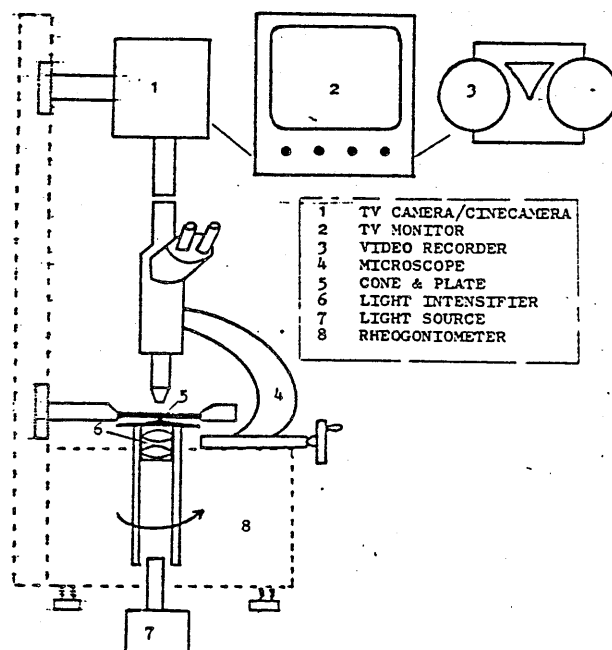 1
2
3
1 TV CAMERA/CINECAMERA
2 TV MONITOR
3 VIDEO RECORDER
4 MICROSCOPE
5 CONE & PLATE
6 LIGHT INTENSIFIER
7 LIGHT SOURCE
8 RHEOGONIOMETER
4
5
6
8
7